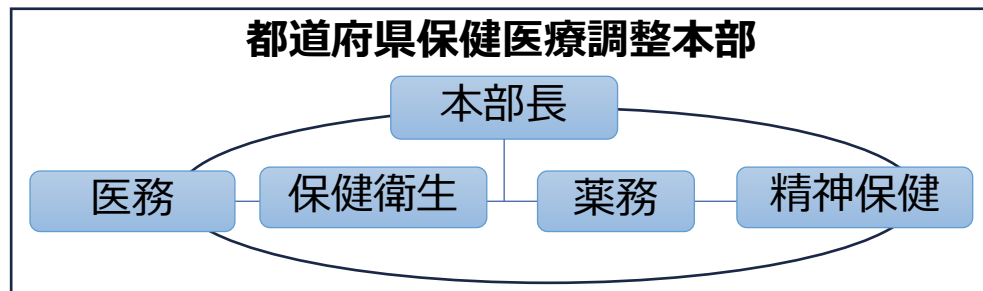 都道府県保健医療調整本部
本部長
医務
保健衛生
薬務
精神保健